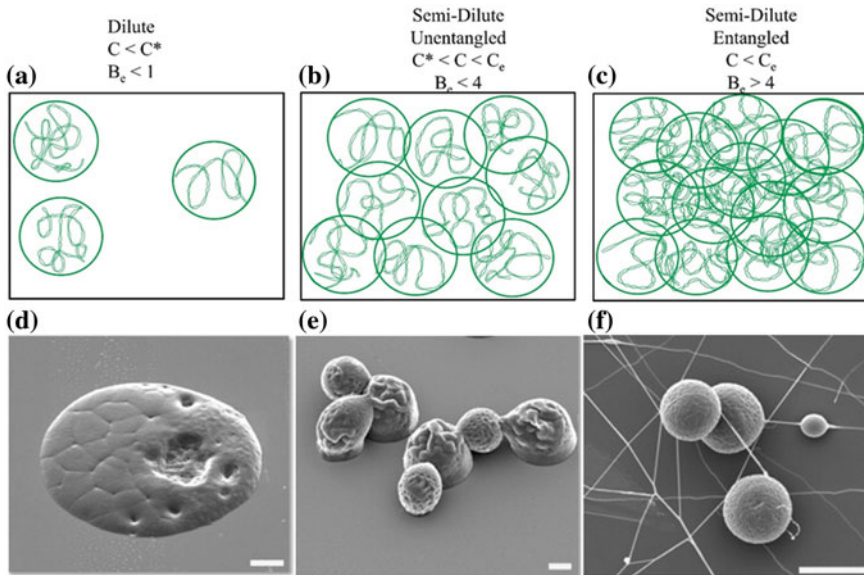 Dilute
C < C*
Bₑ < 1
(a)
Semi-Dilute
Unentangled
C* < C < Cₑ
Bₑ < 4
(b)
Semi-Dilute
Entangled
C < Cₑ
Bₑ > 4
(c)
(d)
(e)
(f)